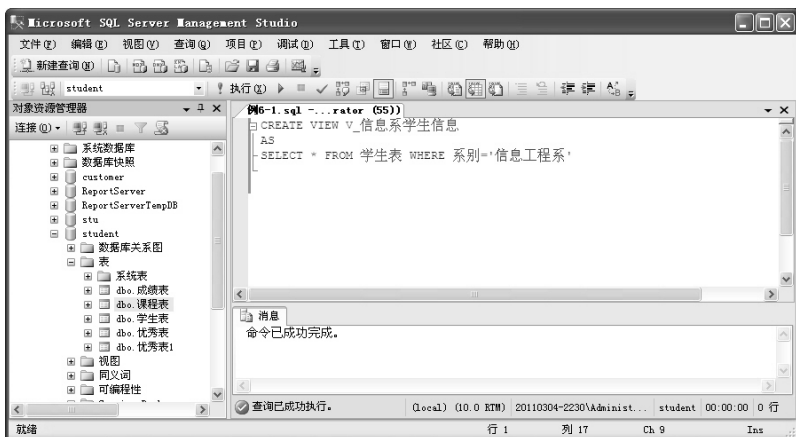 Microsoft SQL Server Management Studio
文件(F) 编辑(E) 视图(V) 查询(Q) 项目(P) 调试(D) 工具(T) 窗口(W) 社区(C) 帮助(H)
新建查询(N)
student 执行(X)
对象资源管理器
连接(O)
系统数据库
数据库快照
customer
ReportServer
ReportServerTempDB
stu
student
数据库关系图
表
系统表
dbo.成绩表
dbo.课程表
dbo.学生表
dbo.优秀表
dbo.优秀表1
视图
同义词
可编程性
例6-1.sql -...rator (55))
CREATE VIEW V_信息系学生信息
AS
SELECT * FROM 学生表 WHERE 系别='信息工程系'
消息
命令已成功完成。
查询已成功执行。 (local) (10.0 RTM) 20110304-2230\Administ... student 00:00:00 0 行
就绪 行 1 列 17 Ch 9 Ins